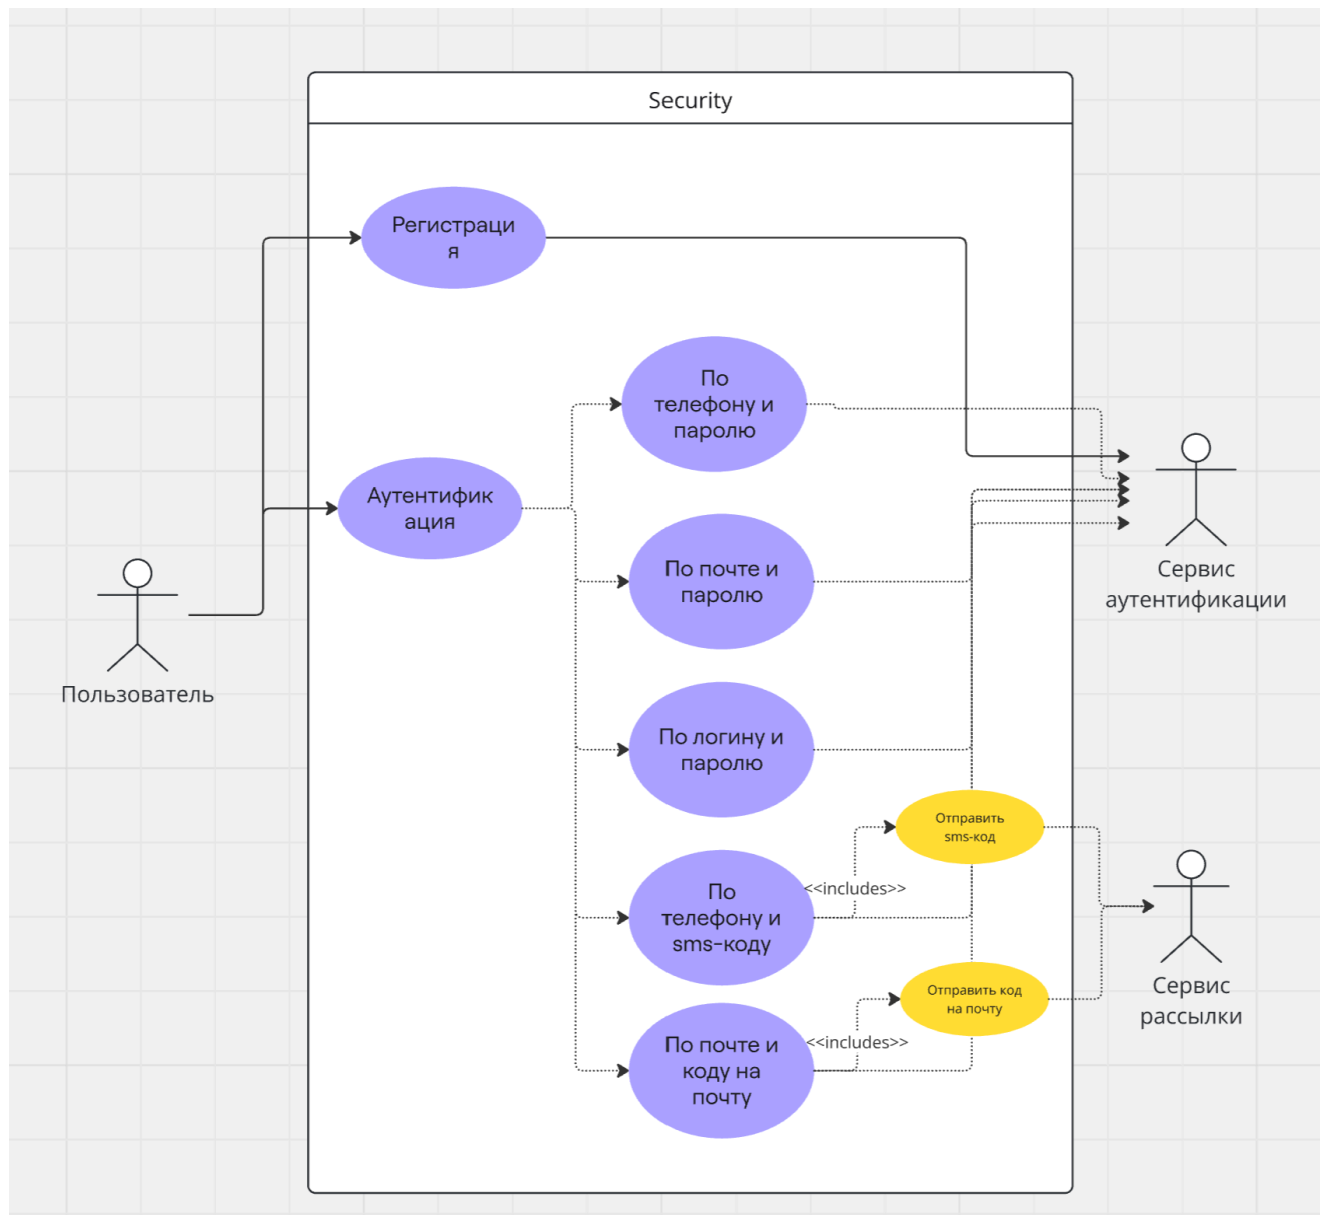 Security
Регистраци
я
По
телефону и
паролю
Аутентифик
ация
По почте и
паролю
Сервис
аутентификации
Пользователь
По логину и
паролю
Отправить
sms-код
<<includes>>
По
телефону и
sms-коду
Сервис
рассылки
Отправить код
на почту
<<includes>>
По почте и
коду на
почту